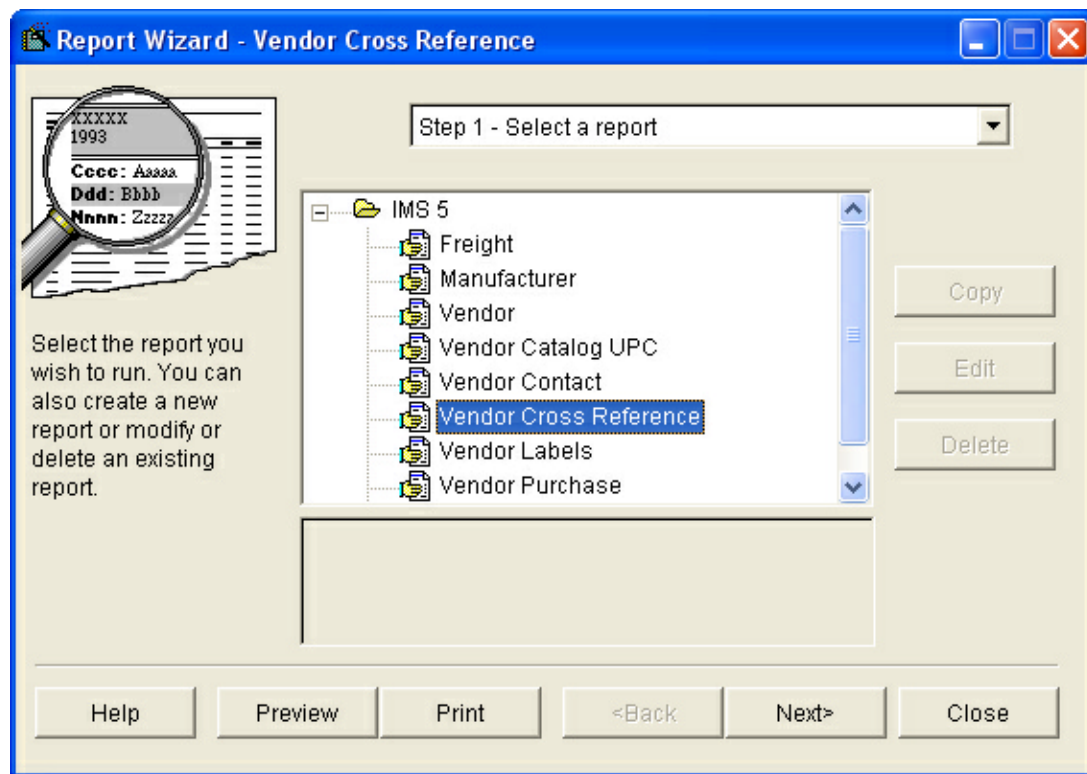 Report Wizard - Vendor Cross Reference
XXXXX
1993
Cccc: Aaaaa
Ddd: Bbbb
Nnnn: Zzzzz
Step 1 - Select a report
IMS 5
Freight
Manufacturer
Vendor
Vendor Catalog UPC
Vendor Contact
Vendor Cross Reference
Vendor Labels
Vendor Purchase
Select the report you
wish to run. You can
also create a new
report or modify or
delete an existing
report.
Copy
Edit
Delete
Help
Preview
Print
<Back
Next>
Close